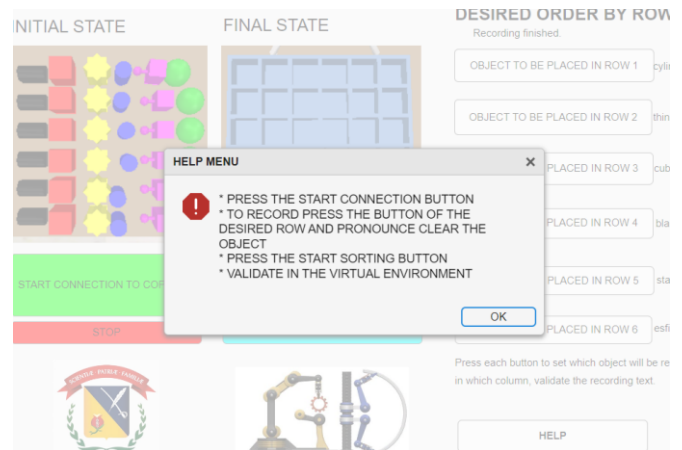 INITIAL STATE
FINAL STATE
DESIRED ORDER BY ROW
Recording finished.
OBJECT TO BE PLACED IN ROW 1
OBJECT TO BE PLACED IN ROW 2
PLACED IN ROW 3
PLACED IN ROW 4
PLACED IN ROW 5
PLACED IN ROW 6
HELP MENU
* PRESS THE START CONNECTION BUTTON
* TO RECORD PRESS THE BUTTON OF THE
DESIRED ROW AND PRONOUNCE CLEAR THE
OBJECT
* PRESS THE START SORTING BUTTON
* VALIDATE IN THE VIRTUAL ENVIRONMENT
OK
START CONNECTION TO COP
STOP
Press each button to set which object will be re
in which column, validate the recording text.
HELP